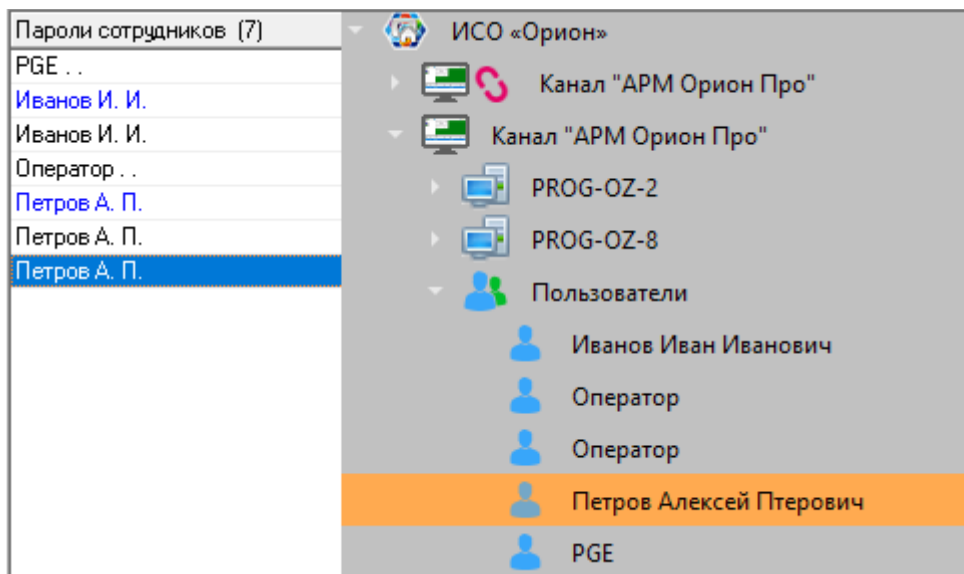 Пароли сотрудников (7)
PGE . .
Иванов И. И.
Иванов И. И.
Оператор . .
Петров А. П.
Петров А. П.
Петров А. П.
ИСО «Орион»
Канал "АРМ Орион Про"
Канал "АРМ Орион Про"
PROG-OZ-2
PROG-OZ-8
Пользователи
Иванов Иван Иванович
Оператор
Оператор
Петров Алексей Птерович
PGE